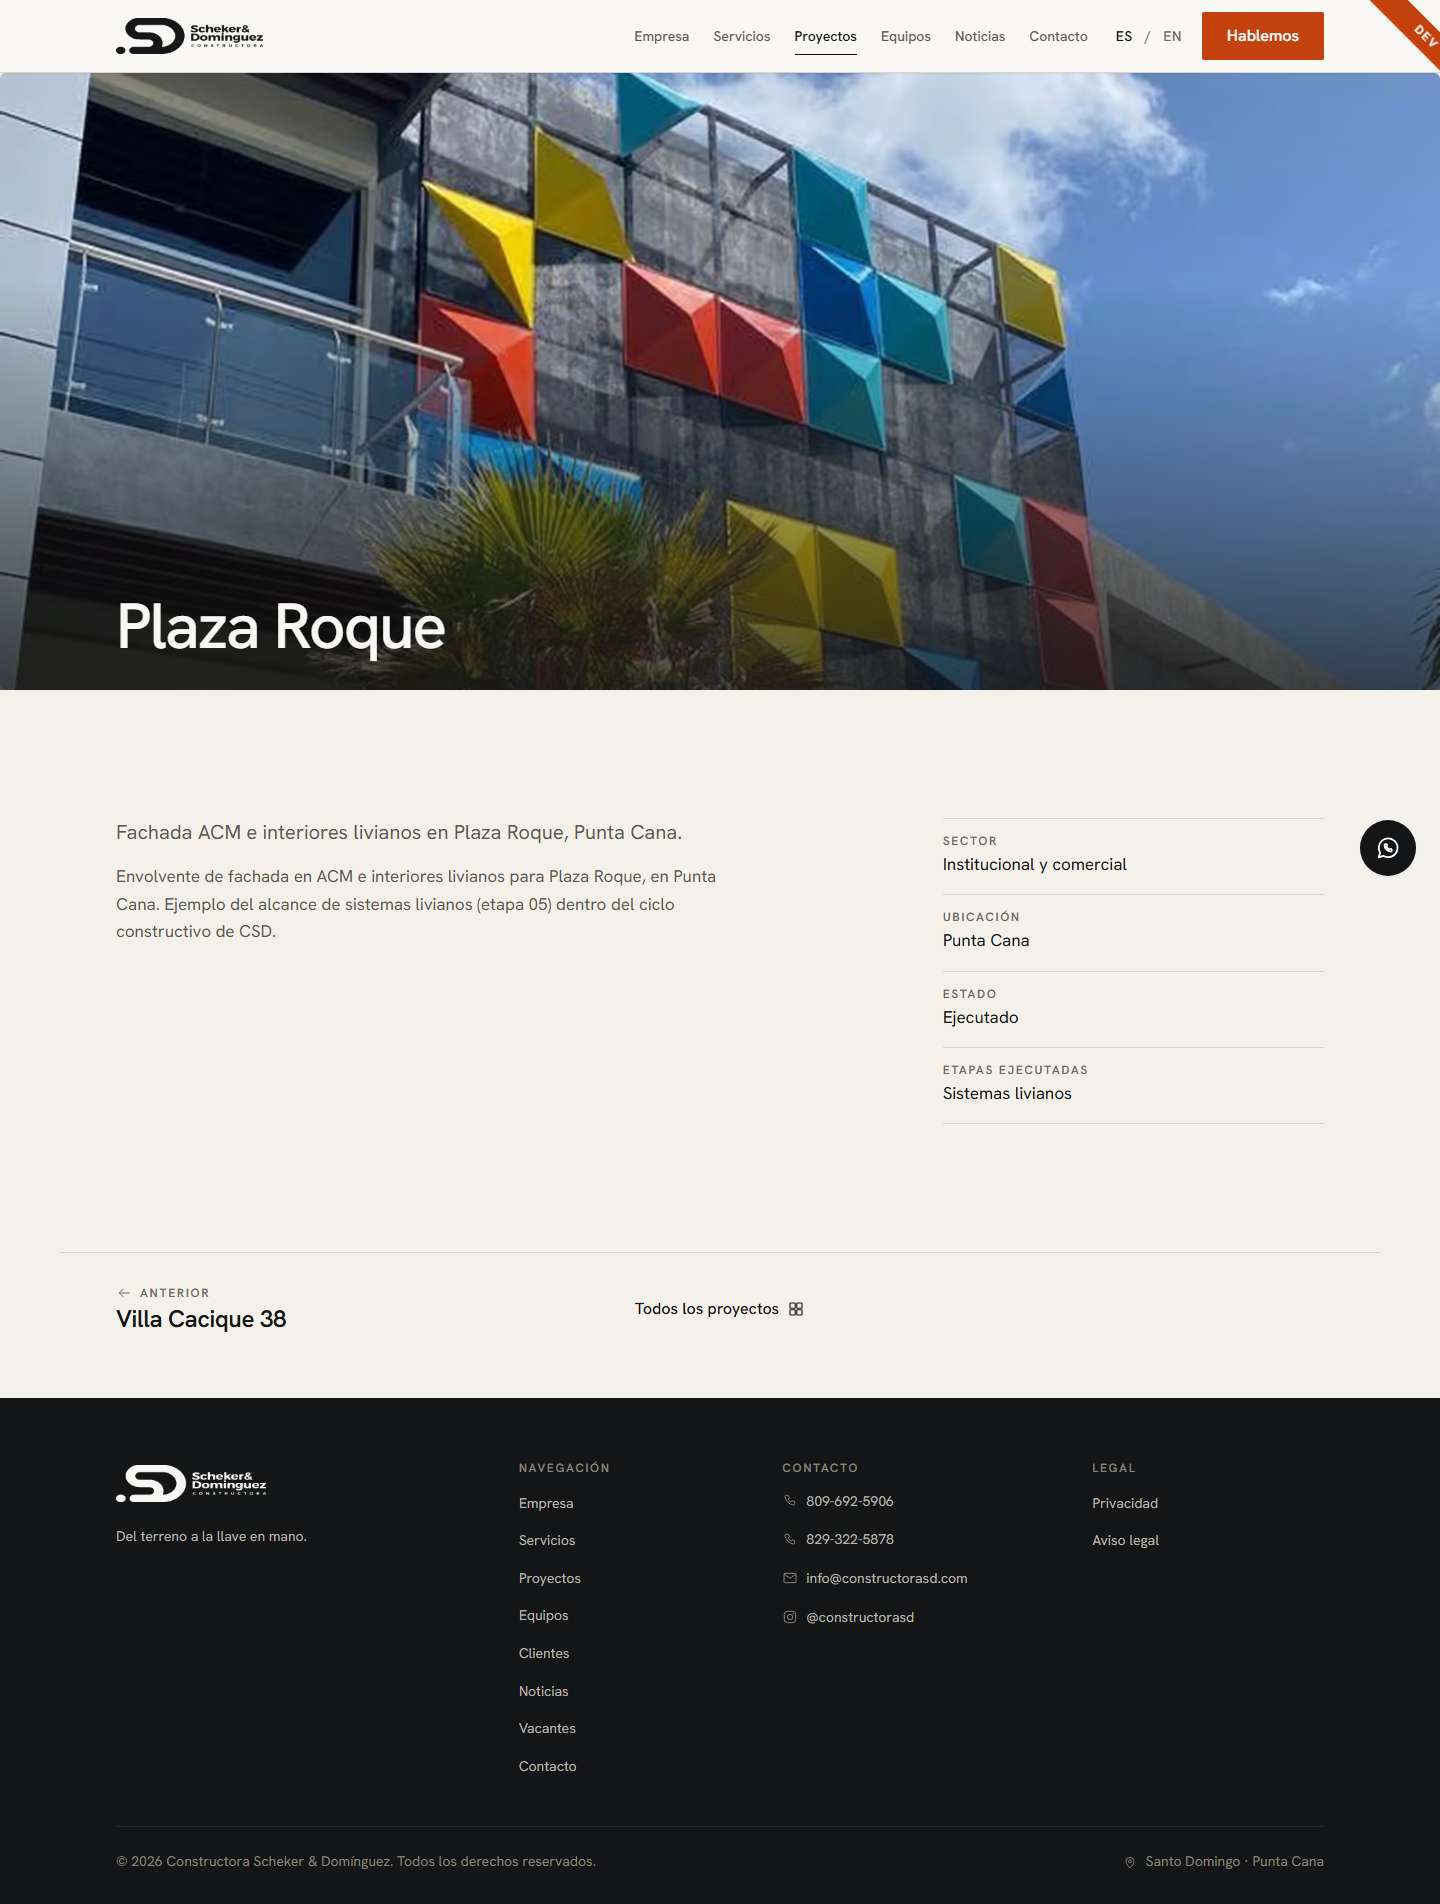 Scheker&
Dominguez
CONSTRUCTORA
Empresa Servicios Proyectos Equipos Noticias Contacto ES / EN Hablemos
DEV
Plaza Roque
Fachada ACM e interiores livianos en Plaza Roque, Punta Cana.
Envolvente de fachada en ACM e interiores livianos para Plaza Roque, en Punta
Cana. Ejemplo del alcance de sistemas livianos (etapa 05) dentro del ciclo
constructivo de CSD.
SECTOR
Institucional y comercial
UBICACIÓN
Punta Cana
ESTADO
Ejecutado
ETAPAS EJECUTADAS
Sistemas livianos
← ANTERIOR
Villa Cacique 38
Todos los proyectos
Scheker&
Dominguez
CONSTRUCTORA
Del terreno a la llave en mano.
NAVEGACIÓN
Empresa
Servicios
Proyectos
Equipos
Clientes
Noticias
Vacantes
Contacto
CONTACTO
809-692-5906
829-322-5878
info@constructorasd.com
@constructorasd
LEGAL
Privacidad
Aviso legal
© 2026 Constructora Scheker & Domínguez. Todos los derechos reservados.
Santo Domingo · Punta Cana